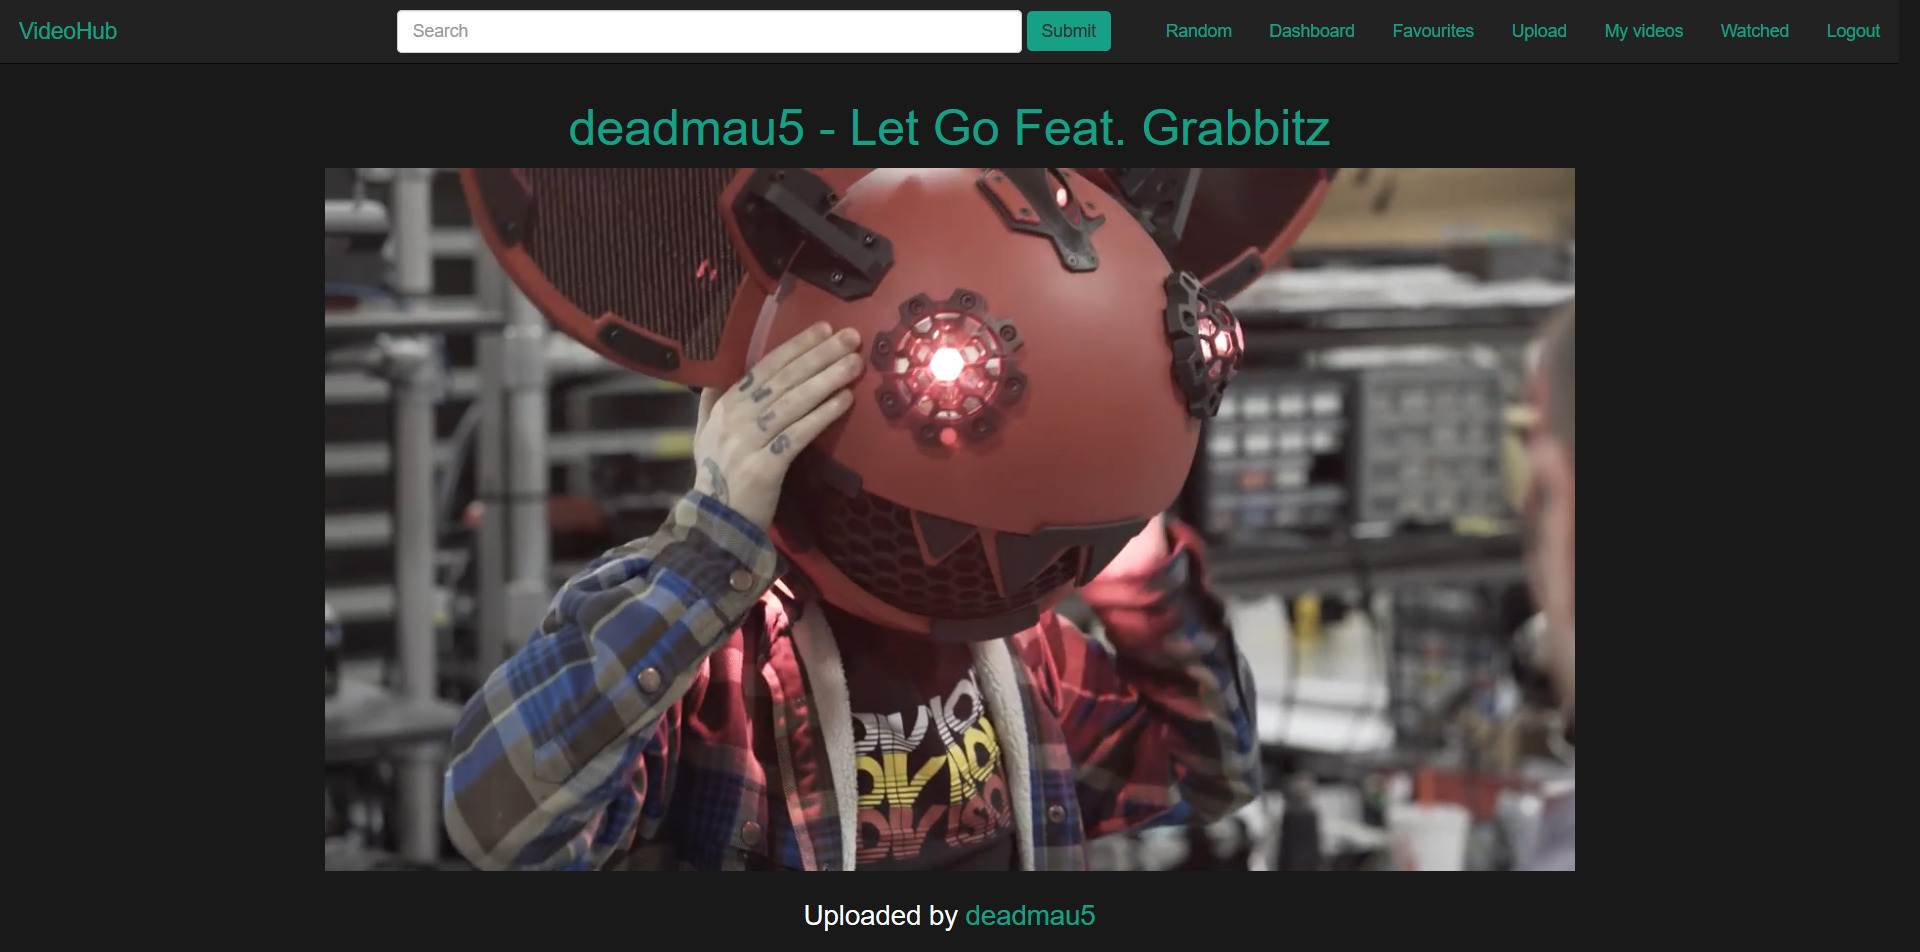 VideoHub
Search
Submit
Random
Dashboard
Favourites
Upload
My videos
Watched
Logout
deadmau5 - Let Go Feat. Grabbitz
Uploaded by deadmau5